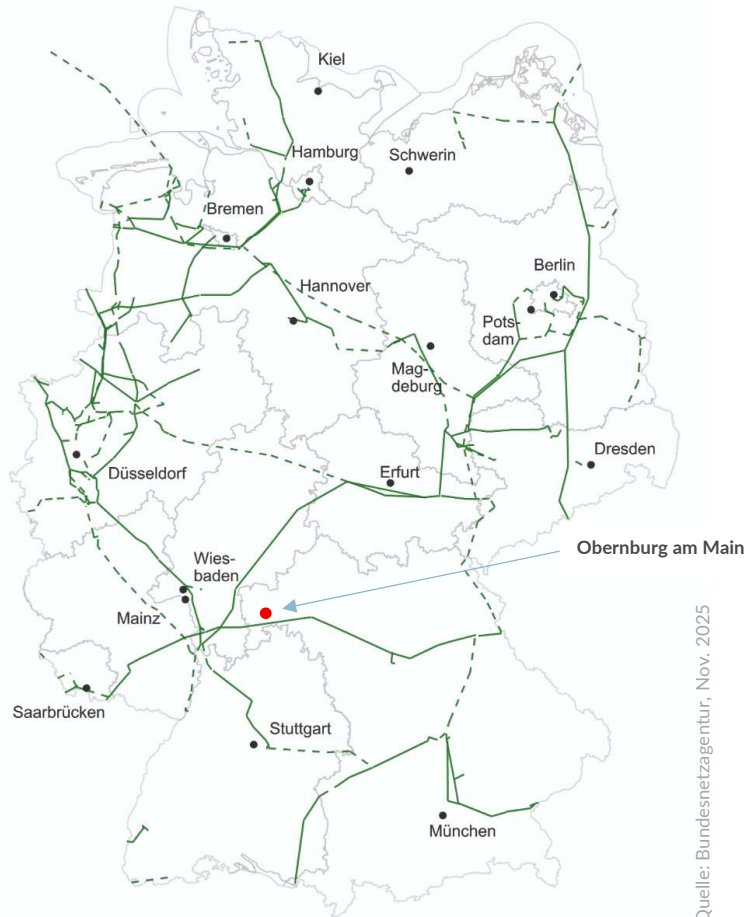 Kiel
Hamburg
Schwerin
Bremen
Hannover
Berlin
Pots-
dam
Mag-
deburg
Düsseldorf
Erfurt
Dresden
Obernburg am Main
Wies-
baden
Mainz
Saarbrücken
Stuttgart
München
Quelle: Bundesnetzagentur, Nov. 2025